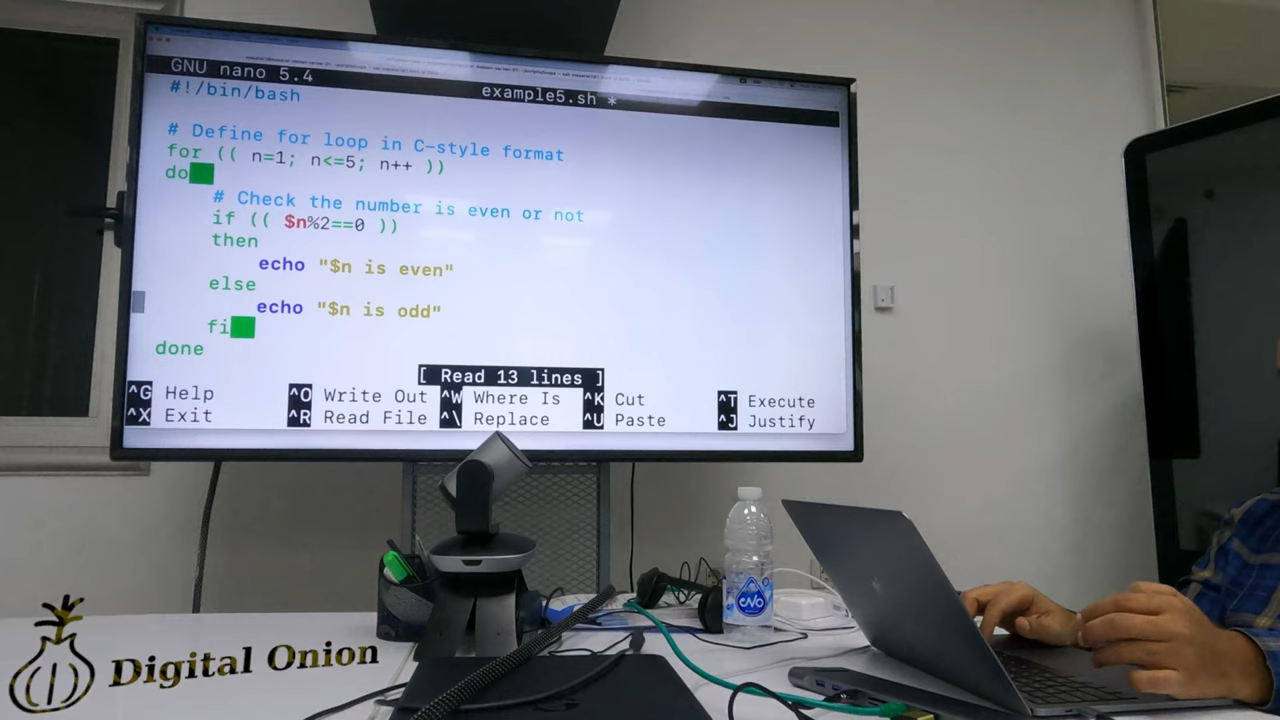 GNU nano 5.4
example5.sh *
#!/bin/bash
# Define for loop in C-style format
for (( n=1; n<=5; n++ ))
do
# Check the number is even or not
if (( $n%2==0 ))
then
echo "$n is even"
else
echo "$n is odd"
fi
done
[ Read 13 lines ]
^G Help ^O Write Out ^W Where Is ^K Cut ^T Execute
^X Exit ^R Read File ^\ Replace ^U Paste ^J Justify
Digital Onion